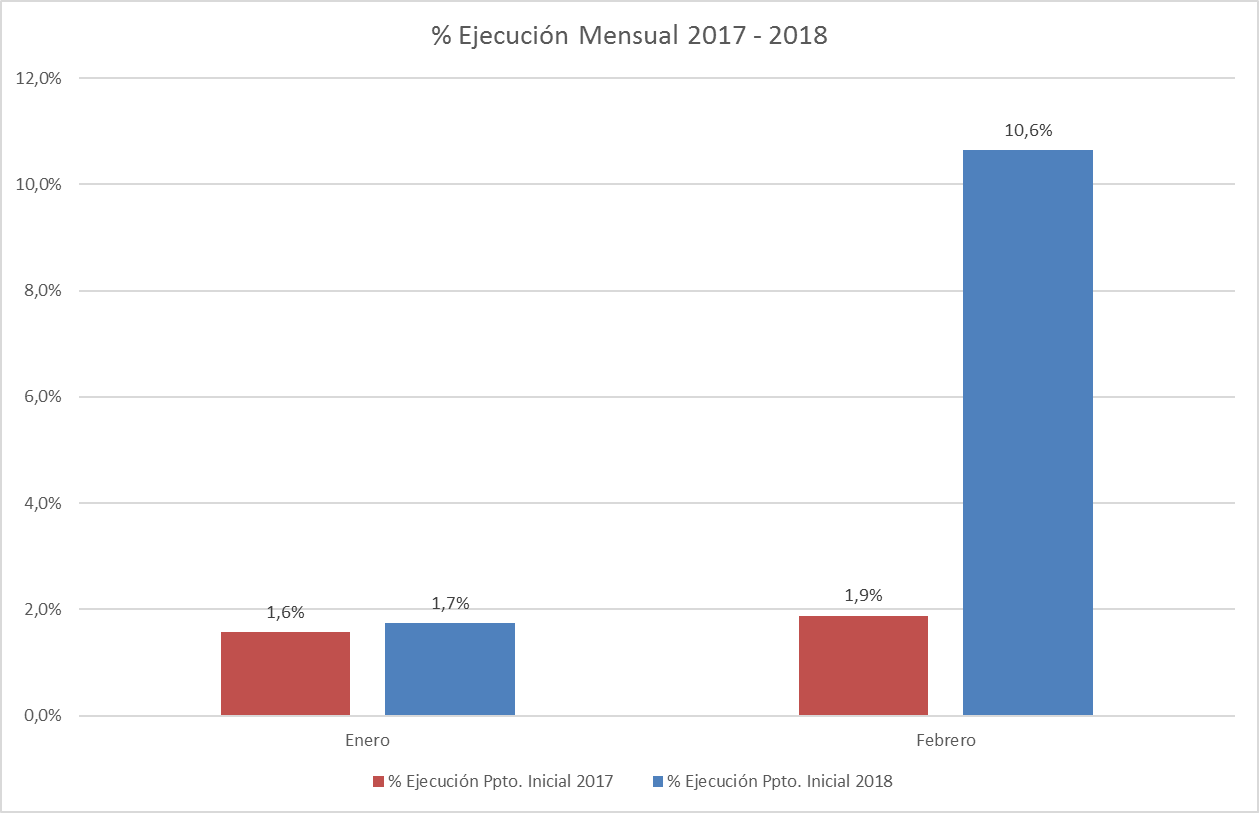 % Ejecución Mensual 2017 - 2018
12,0%
10,0%
8,0%
6,0%
4,0%
2,0%
0,0%
1,6%
1,7%
1,9%
10,6%
Enero
Febrero
% Ejecución Ppto. Inicial 2017
% Ejecución Ppto. Inicial 2018